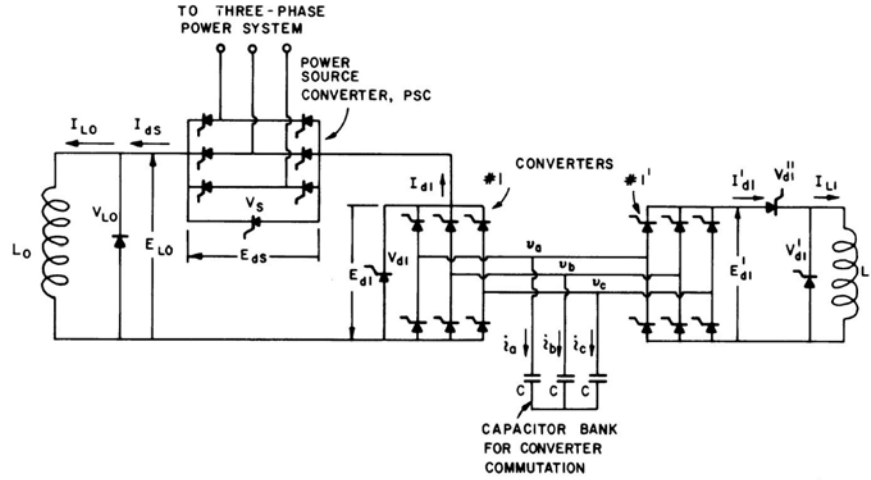 TO THREE-PHASE
POWER SYSTEM
POWER
SOURCE
CONVERTER, PSC
I_LO
I_dS
V_LO
L_O
E_LO
V_S
E_dS
I_d1
#1
CONVERTERS
#1'
E_d1
V_d1
v_a
v_b
v_c
i_a
i_b
i_c
C
C
C
CAPACITOR BANK
FOR CONVERTER
COMMUTATION
I'_d1
V''_d1
I_L1
E'_d1
V'_d1
L